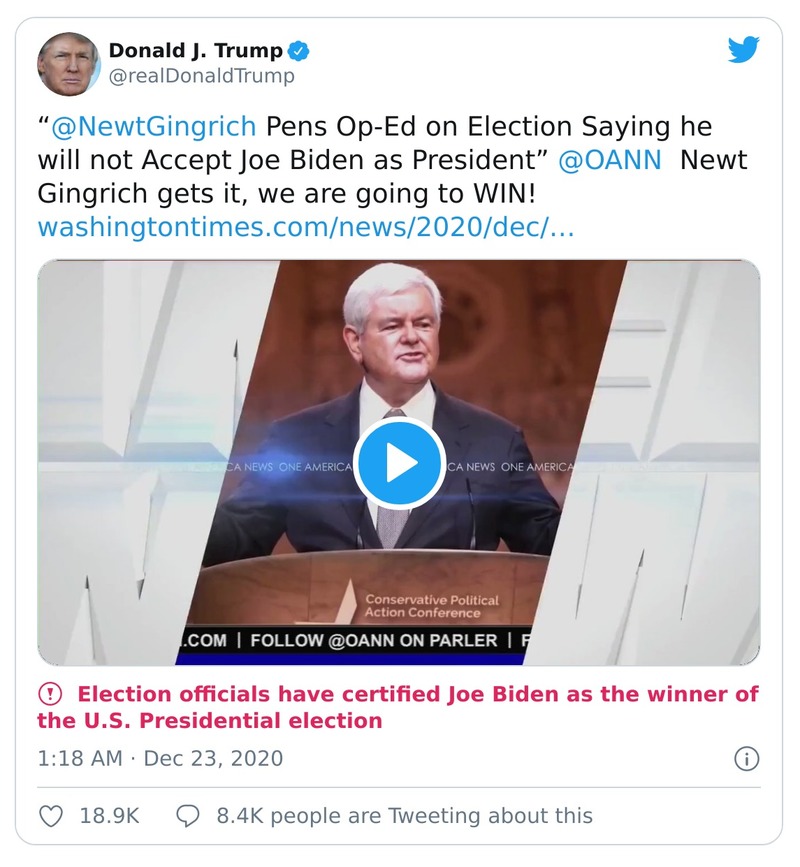 Donald J. Trump
@realDonaldTrump
“@NewtGingrich Pens Op-Ed on Election Saying he
will not Accept Joe Biden as President” @OANN Newt
Gingrich gets it, we are going to WIN!
washingtontimes.com/news/2020/dec/…
CA NEWS ONE AMERICA
CA NEWS ONE AMERICA
Conservative Political
Action Conference
.COM | FOLLOW @OANN ON PARLER | F
Election officials have certified Joe Biden as the winner of
the U.S. Presidential election
1:18 AM · Dec 23, 2020
18.9K 8.4K people are Tweeting about this